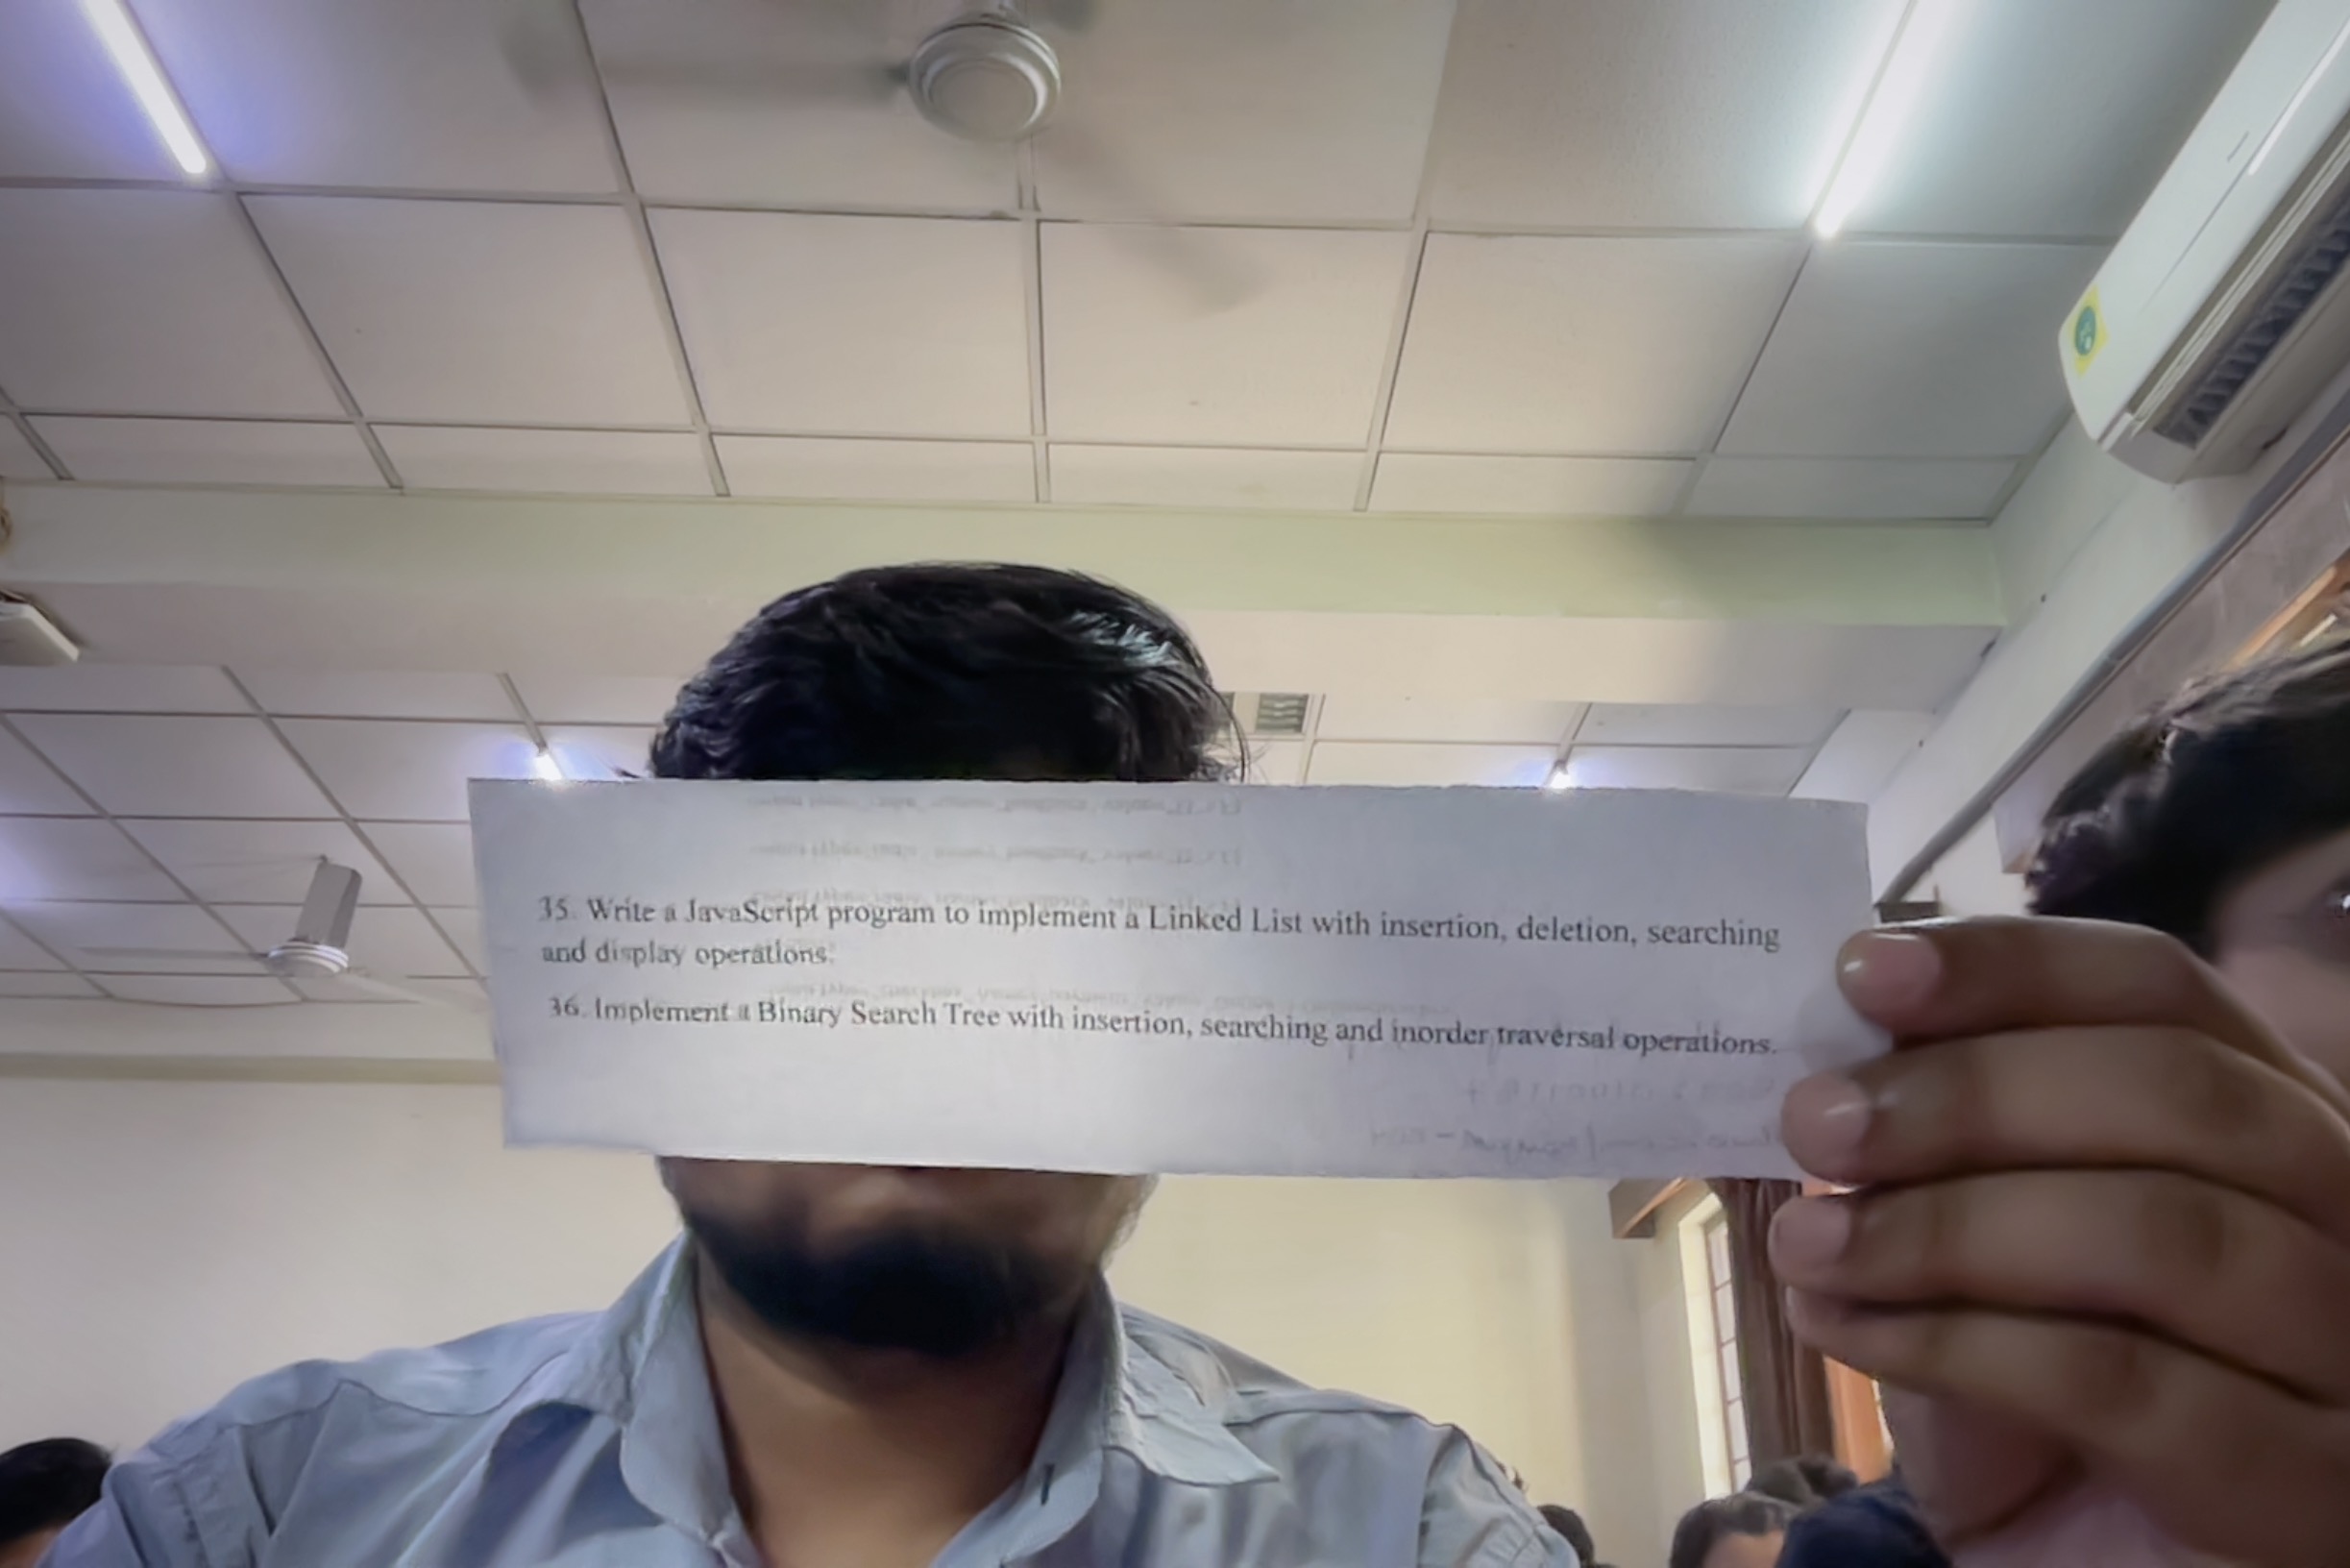 35. Write a JavaScript program to implement a Linked List with insertion, deletion, searching
and display operations.
36. Implement a Binary Search Tree with insertion, searching and inorder traversal operations.